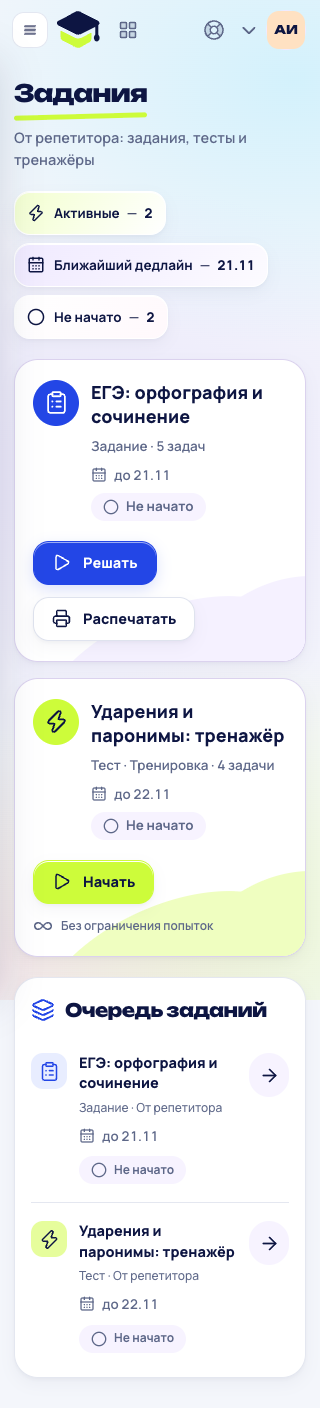 АИ
Задания
От репетитора: задания, тесты и
тренажёры
Активные — 2
Ближайший дедлайн — 21.11
Не начато — 2
ЕГЭ: орфография и
сочинение
Задание · 5 задач
до 21.11
Не начато
Решать
Распечатать
Ударения и
паронимы: тренажёр
Тест · Тренировка · 4 задачи
до 22.11
Не начато
Начать
Без ограничения попыток
Очередь заданий
ЕГЭ: орфография и
сочинение
Задание · От репетитора
до 21.11
Не начато
Ударения и
паронимы: тренажёр
Тест · От репетитора
до 22.11
Не начато